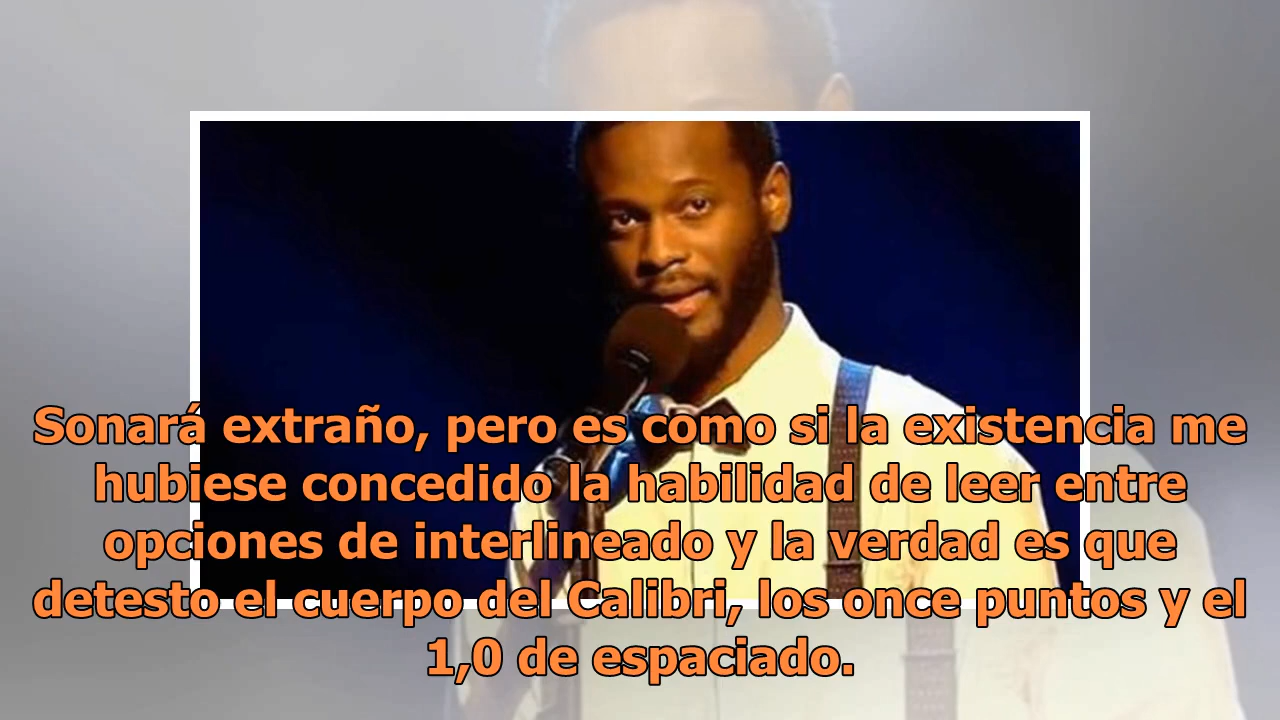 Sonará extraño, pero es como si la existencia me
hubiese concedido la habilidad de leer entre
opciones de interlineado y la verdad es que
detesto el cuerpo del Calibri, los once puntos y el
1,0 de espaciado.